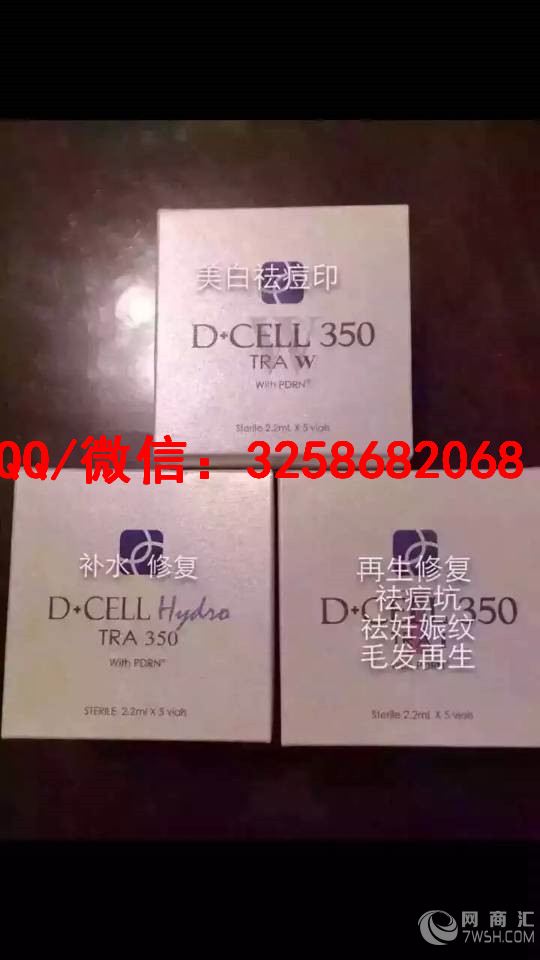 美白祛痘印
D+CELL 350
TRA W
With PDRN®
Sterile 2.2mL X 5 vials
QQ/微信：3258682068
补水 修复
D+CELL Hydro
TRA 350
With PDRN®
STERILE 2.2ml X 5 vials
再生修复
祛痘坑
D+CELL 350
祛妊娠纹
毛发再生
Sterile 2.2mL X 5 vials
网商汇
7WSH.COM